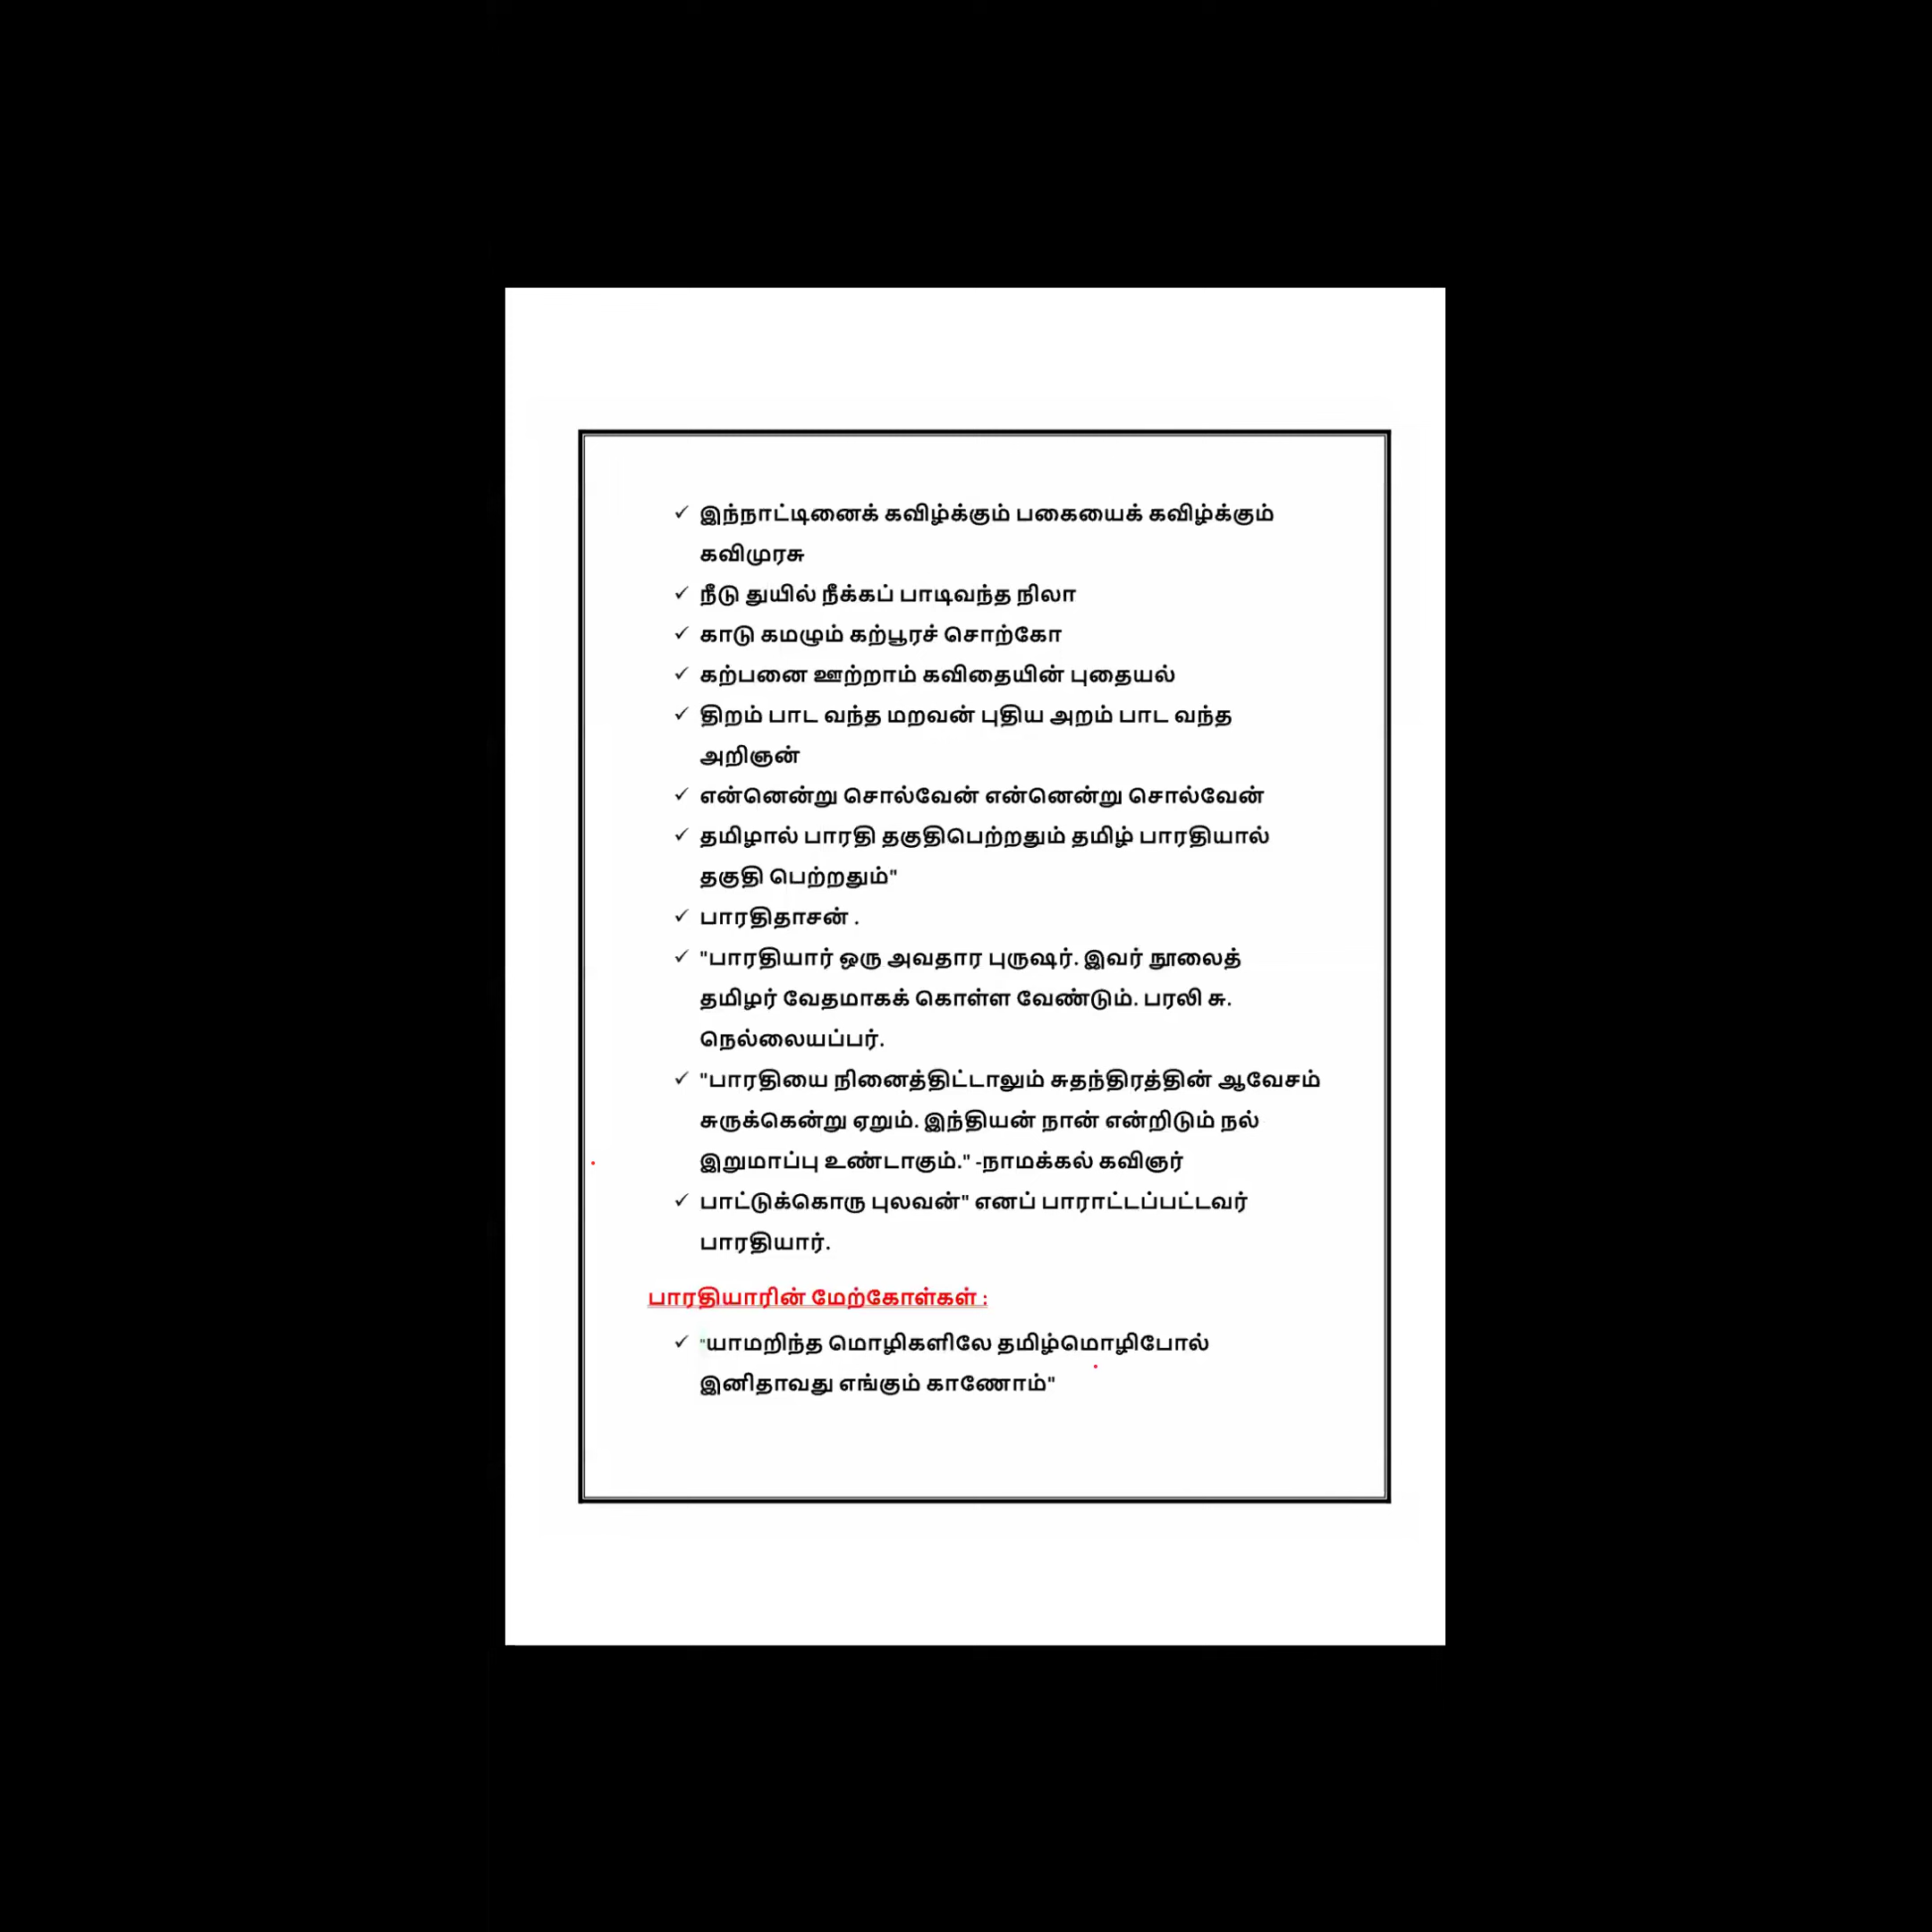 ✓ இந்நாட்டினைக் கவிழ்க்கும் பகையைக் கவிழ்க்கும்
கவிமுரசு
✓ நீடு துயில் நீக்கப் பாடிவந்த நிலா
✓ காடு கமழும் கற்பூரச் சொற்கோ
✓ கற்பனை ஊற்றாம் கவிதையின் புதையல்
✓ திறம் பாட வந்த மறவன் புதிய அறம் பாட வந்த
அறிஞன்
✓ என்னென்று சொல்வேன் என்னென்று சொல்வேன்
✓ தமிழால் பாரதி தகுதிபெற்றதும் தமிழ் பாரதியால்
தகுதி பெற்றதும்"
✓ பாரதிதாசன் .
✓ "பாரதியார் ஒரு அவதார புருஷர். இவர் நூலைத்
தமிழர் வேதமாகக் கொள்ள வேண்டும். பரலி சு.
நெல்லையப்பர்.
✓ "பாரதியை நினைத்திட்டாலும் சுதந்திரத்தின் ஆவேசம்
சுருக்கென்று ஏறும். இந்தியன் நான் என்றிடும் நல்
இறுமாப்பு உண்டாகும்." -நாமக்கல் கவிஞர்
✓ பாட்டுக்கொரு புலவன்" எனப் பாராட்டப்பட்டவர்
பாரதியார்.
பாரதியாரின் மேற்கோள்கள் :
✓ "யாமறிந்த மொழிகளிலே தமிழ்மொழிபோல்
இனிதாவது எங்கும் காணோம்"